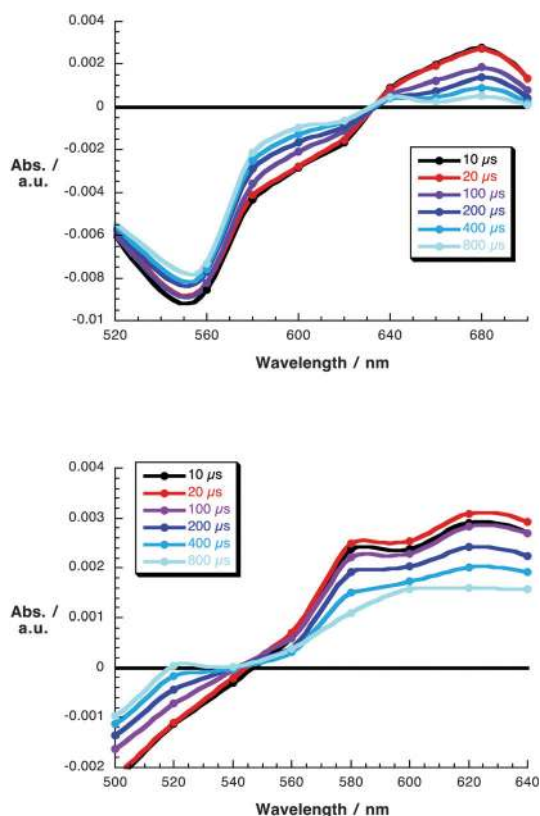 0.004
0.002
0
-0.002
-0.004
-0.006
-0.008
-0.01
Abs. /
a.u.
10 µs
20 µs
100 µs
200 µs
400 µs
800 µs
520 560 600 640 680
Wavelength / nm
0.004
0.003
0.002
0.001
0
-0.001
-0.002
Abs. /
a.u.
10 µs
20 µs
100 µs
200 µs
400 µs
800 µs
500 520 540 560 580 600 620 640
Wavelength / nm